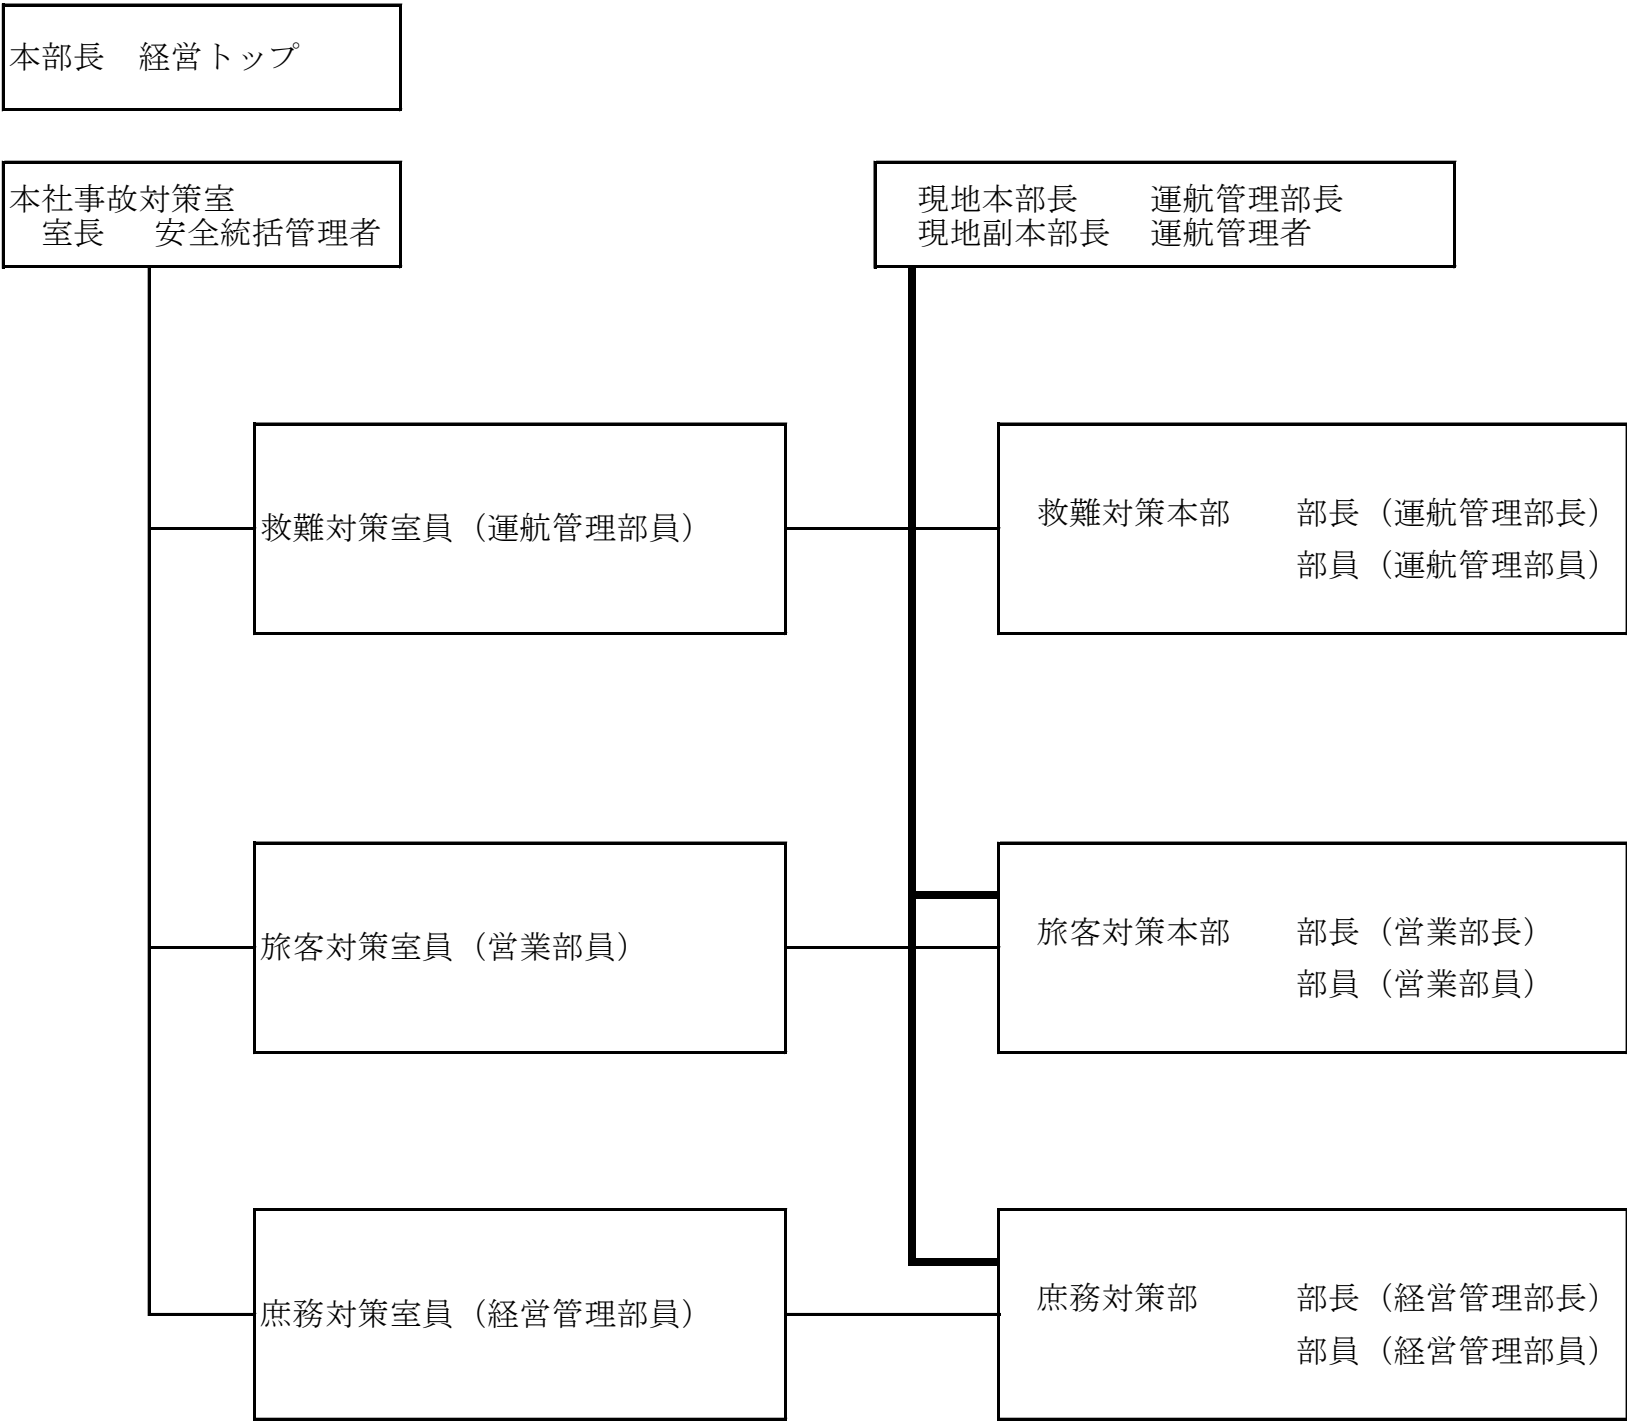 本部長　経営トップ
本社事故対策室
室長　安全統括管理者
現地本部長　運航管理部長
現地副本部長　運航管理者
救難対策室員（運航管理部員）
救難対策本部　部長（運航管理部長）
部員（運航管理部員）
旅客対策室員（営業部員）
旅客対策本部　部長（営業部長）
部員（営業部員）
庶務対策室員（経営管理部員）
庶務対策部　部長（経営管理部長）
部員（経営管理部員）